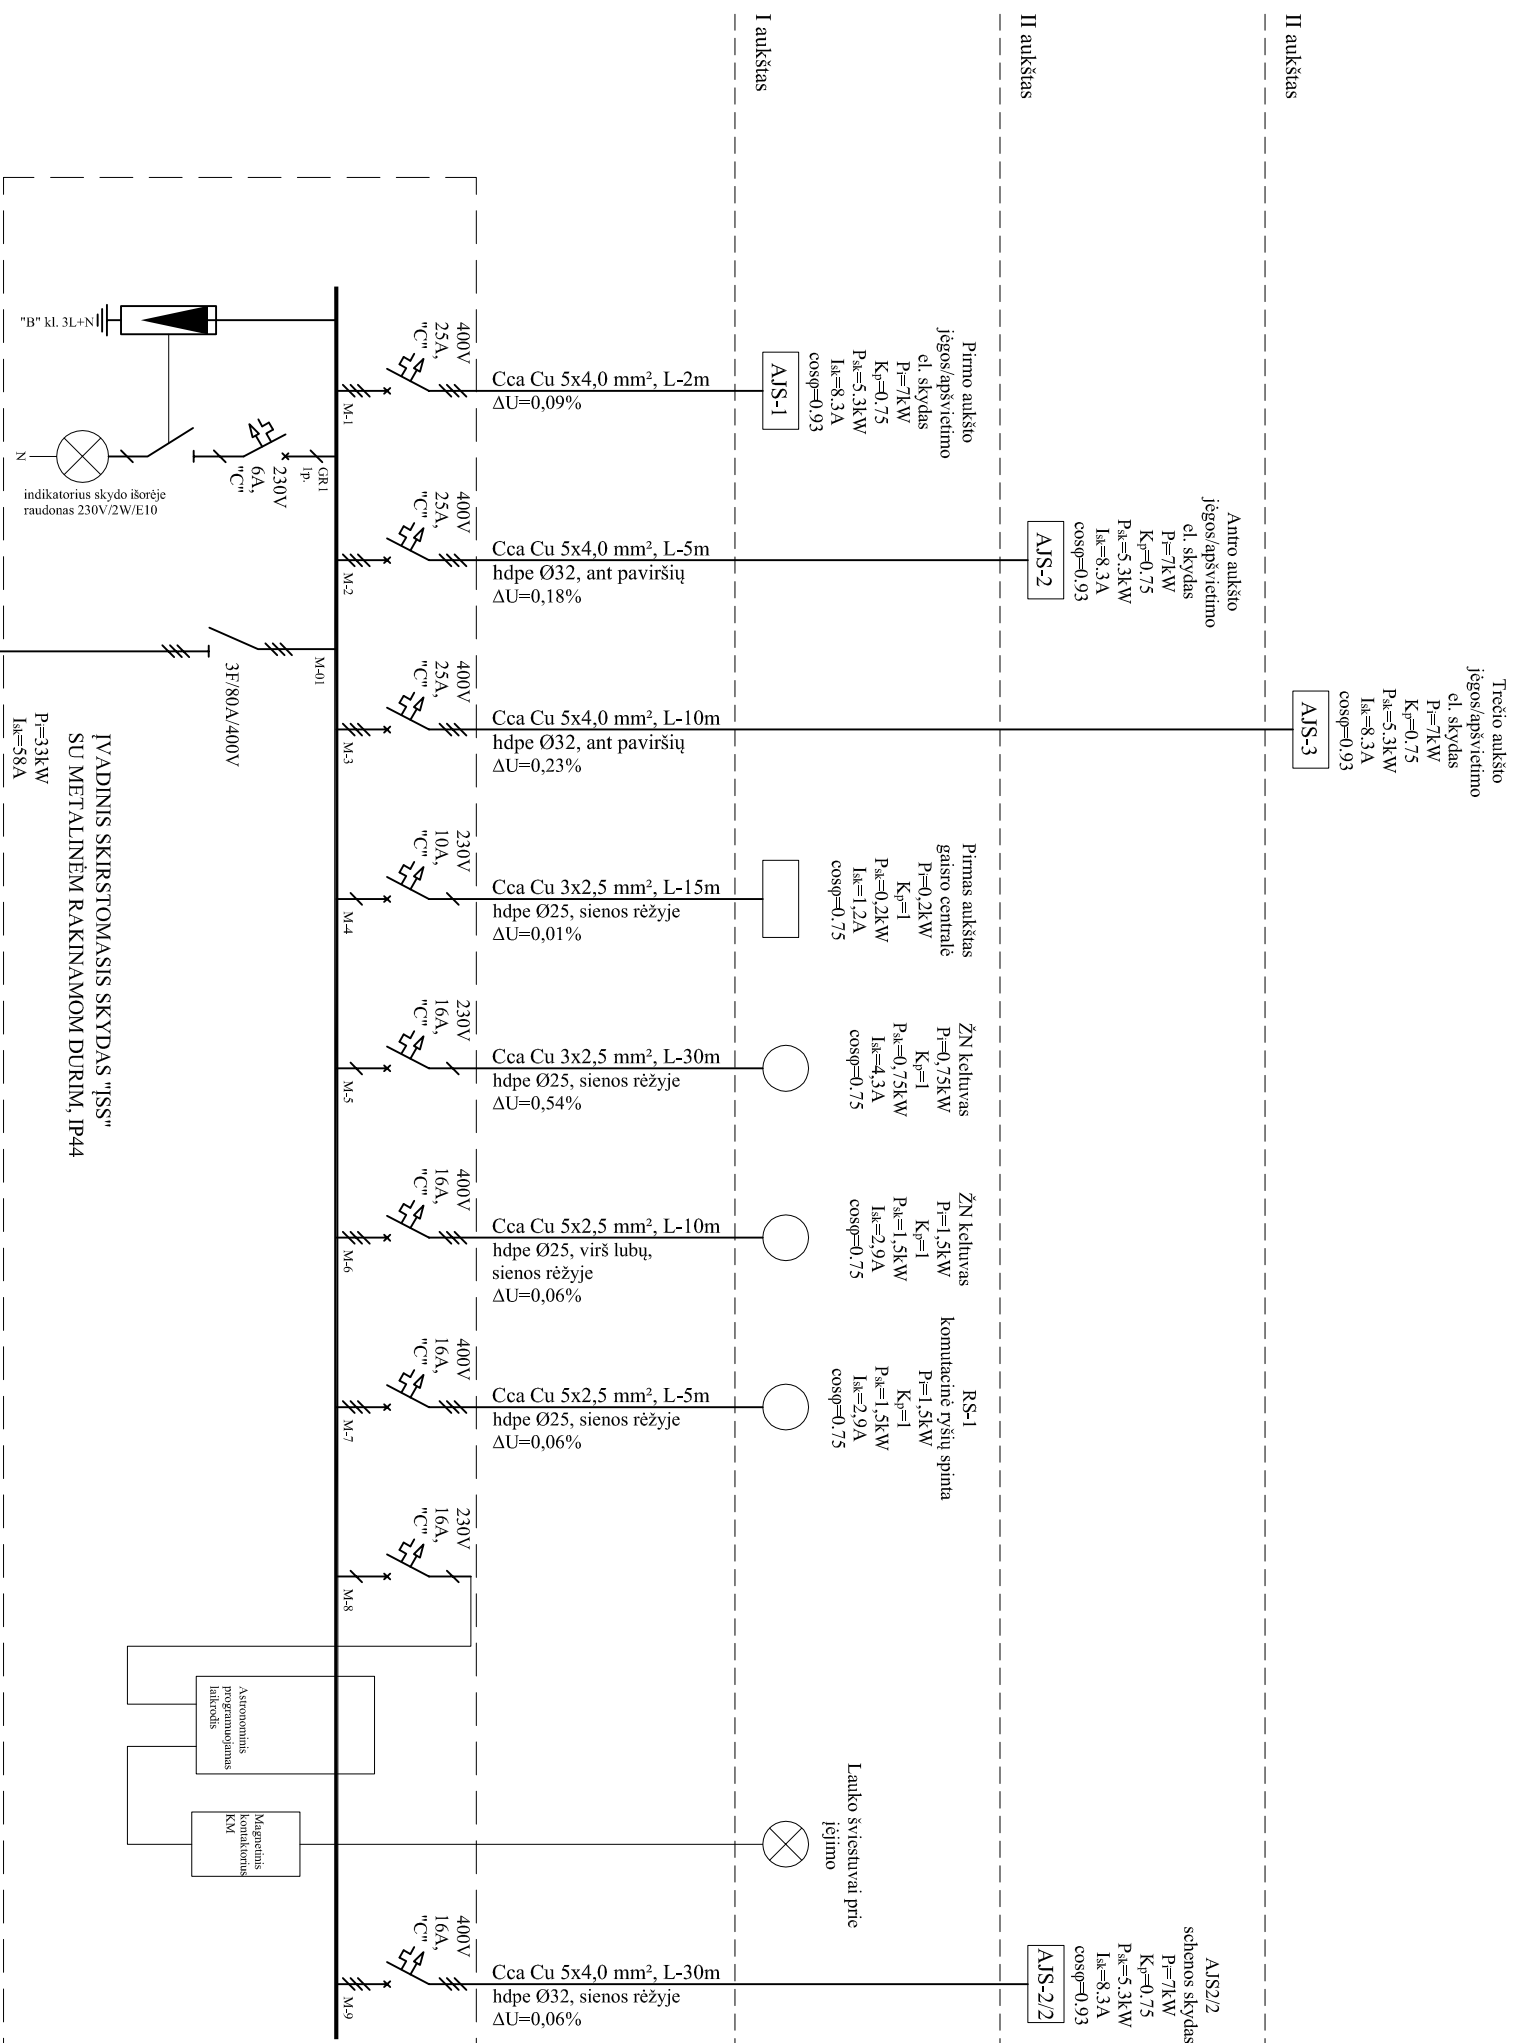 I aukštas
II aukštas
II aukštas
Pirmo aukšto
jėgos/apšvietimo
el. skydas
Pi=7kW
Kp=0.75
Psk=5.3kW
Isk=8.3A
cosφ=0.93
AJS-1
Antro aukšto
jėgos/apšvietimo
el. skydas
Pi=7kW
Kp=0.75
Psk=5.3kW
Isk=8.3A
cosφ=0.93
AJS-2
Trečio aukšto
jėgos/apšvietimo
el. skydas
Pi=7kW
Kp=0.75
Psk=5.3kW
Isk=8.3A
cosφ=0.93
AJS-3
Pirmas aukštas
gaisro centralė
Pi=0,2kW
Kp=1
Psk=0,2kW
Isk=1,2A
cosφ=0.75
ŽN keltuvas
Pi=0,75kW
Kp=1
Psk=0,75kW
Isk=4,3A
cosφ=0.75
ŽN keltuvas
Pi=1,5kW
Kp=1
Psk=1,5kW
Isk=2,9A
cosφ=0.75
RS-1
komutacinė ryšių spinta
Pi=1,5kW
Kp=1
Psk=1,5kW
Isk=2,9A
cosφ=0.75
Lauko šviestuvai prie
įėjimo
AJS2/2
schenos skydas
Pi=7kW
Kp=0.75
Psk=5.3kW
Isk=8.3A
cosφ=0.93
AJS-2/2
400V
25A,
"C"
Cca Cu 5x4,0 mm², L-2m
ΔU=0,09%
M-1
400V
25A,
"C"
Cca Cu 5x4,0 mm², L-5m
hdpe Ø32, ant paviršių
ΔU=0,18%
M-2
400V
25A,
"C"
Cca Cu 5x4,0 mm², L-10m
hdpe Ø32, ant paviršių
ΔU=0,23%
M-3
230V
10A,
"C"
Cca Cu 3x2,5 mm², L-15m
hdpe Ø25, sienos rėžyje
ΔU=0,01%
M-4
230V
16A,
"C"
Cca Cu 3x2,5 mm², L-30m
hdpe Ø25, sienos rėžyje
ΔU=0,54%
M-5
400V
16A,
"C"
Cca Cu 5x2,5 mm², L-10m
hdpe Ø25, virš lubų,
sienos rėžyje
ΔU=0,06%
M-6
400V
16A,
"C"
Cca Cu 5x2,5 mm², L-5m
hdpe Ø25, sienos rėžyje
ΔU=0,06%
M-7
230V
16A,
"C"
M-8
400V
16A,
"C"
Cca Cu 5x4,0 mm², L-30m
hdpe Ø32, sienos rėžyje
ΔU=0,06%
M-9
"B" kl. 3L+N
GR1
1p.
230V
6A,
"C"
N
indikatorius skydo išorėje
raudonas 230V/2W/E10
M-01
3F/80A/400V
ĮVADINIS SKIRSTOMASIS SKYDAS "ĮSS"
SU METALINĖM RAKINAMOM DURIM, IP44
Pi=33kW
Isk=58A
Astronominis
programuojamas
laikrodis
Magnetinis
kontaktorius
KM